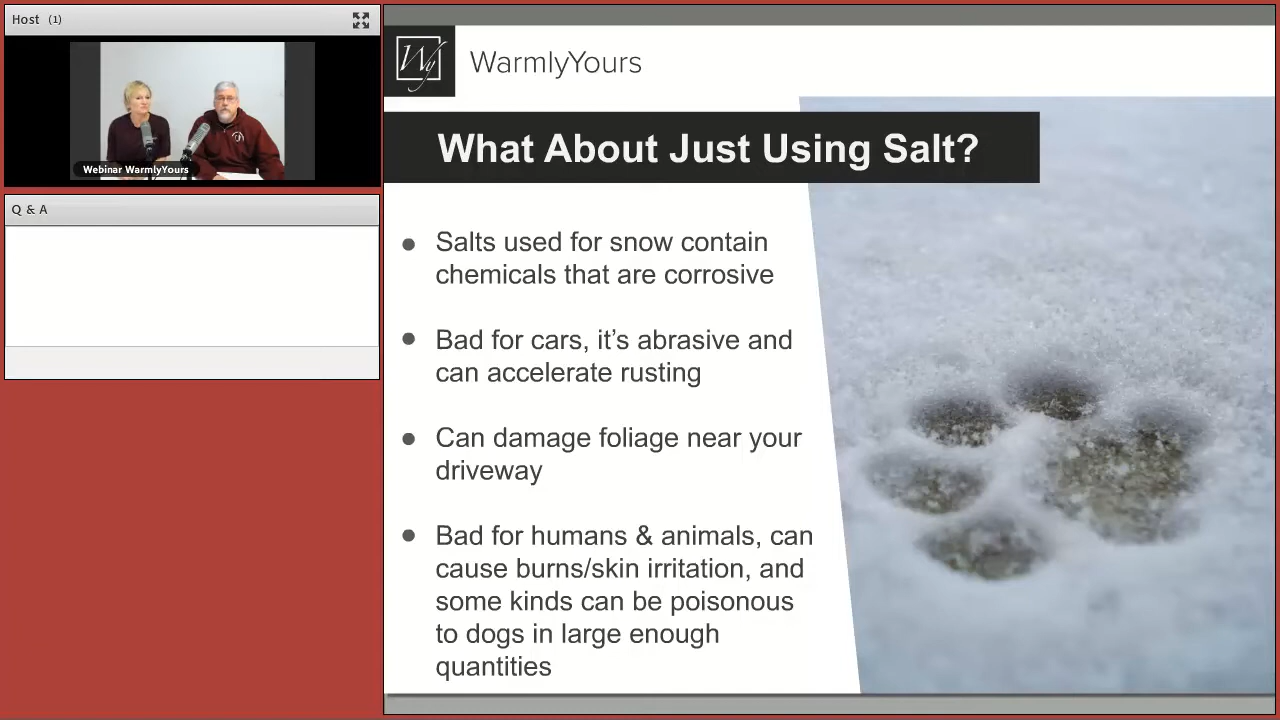 Host (1)
Webinar WarmlyYours
Q & A
Wy
WarmlyYours
What About Just Using Salt?
Salts used for snow contain
chemicals that are corrosive
Bad for cars, it’s abrasive and
can accelerate rusting
Can damage foliage near your
driveway
Bad for humans & animals, can
cause burns/skin irritation, and
some kinds can be poisonous
to dogs in large enough
quantities